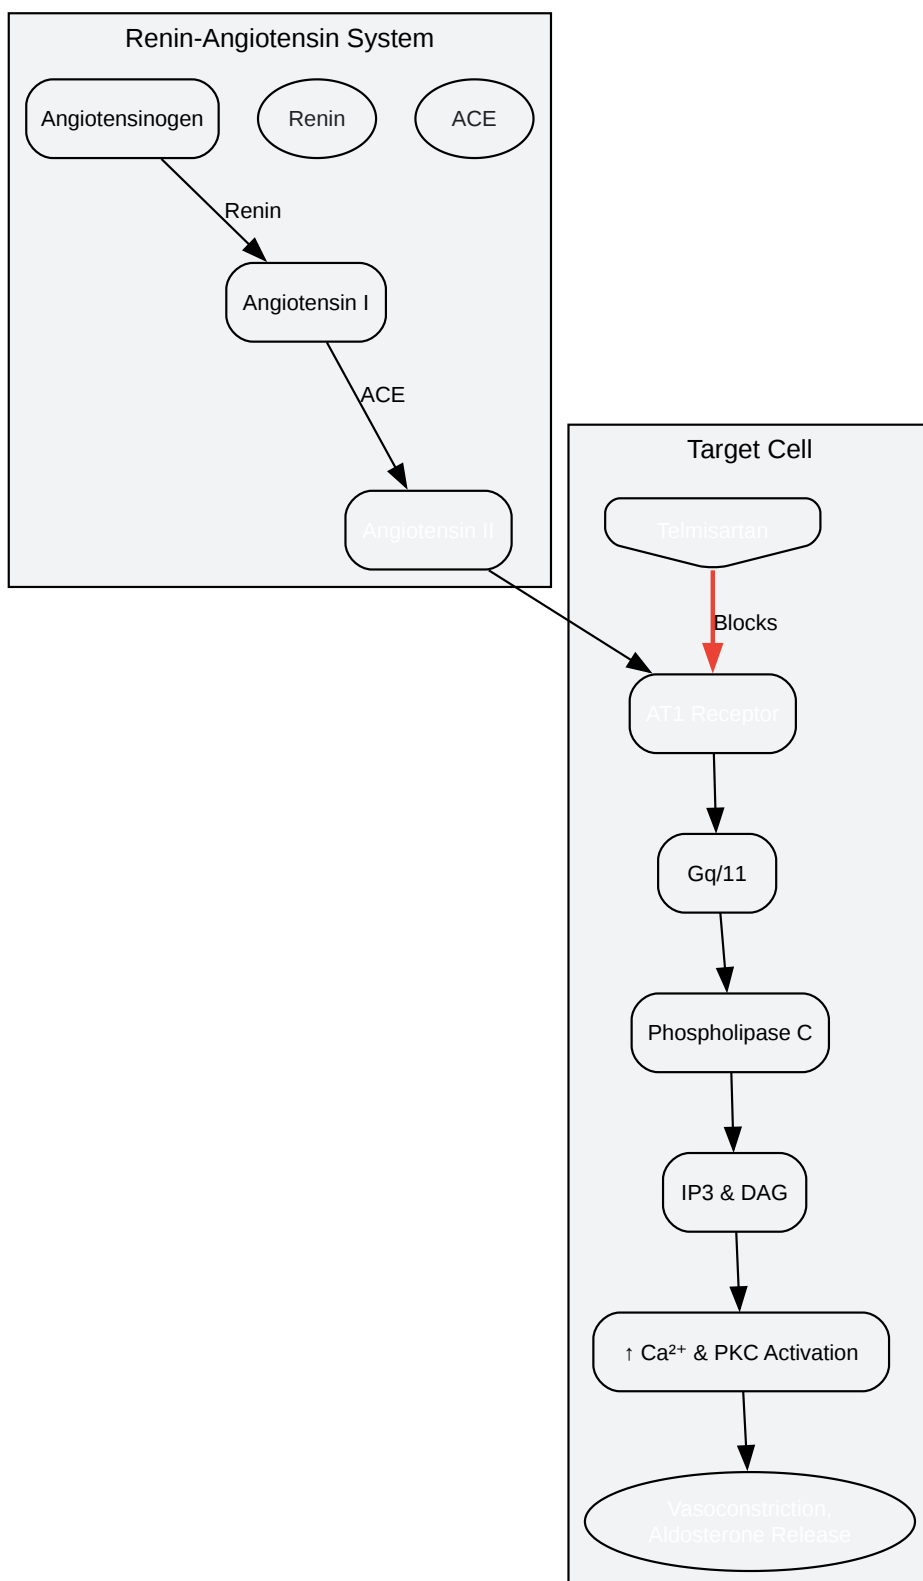 Renin-Angiotensin System
Angiotensinogen
Renin
ACE
Renin
Angiotensin I
ACE
Angiotensin II
Target Cell
Telmisartan
Blocks
AT1 Receptor
Gq/11
Phospholipase C
IP3 & DAG
↑ Ca²⁺ & PKC Activation
Vasoconstriction,
Aldosterone Release